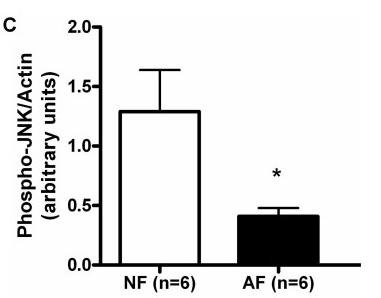 C
Phospho-JNK/Actin
(arbitrary units)
2.0
1.5
1.0
0.5
0.0
*
NF (n=6)
AF (n=6)